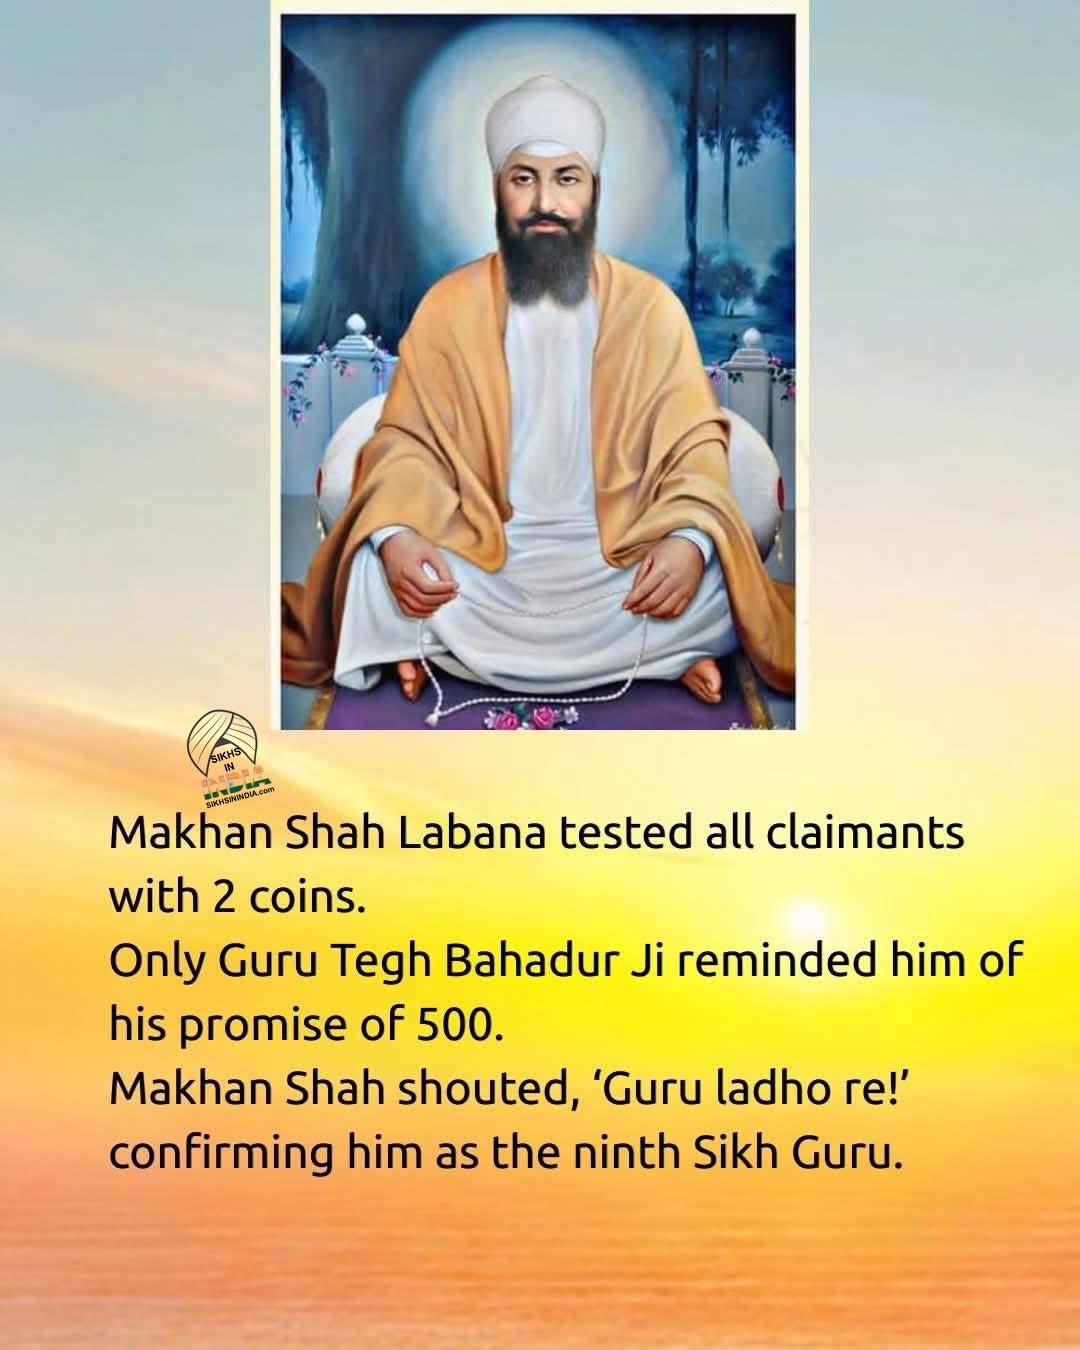 SIKHS
IN
INDIA
SIKHSININDIA.com
Makhan Shah Labana tested all claimants
with 2 coins.
Only Guru Tegh Bahadur Ji reminded him of
his promise of 500.
Makhan Shah shouted, ‘Guru ladho re!’
confirming him as the ninth Sikh Guru.